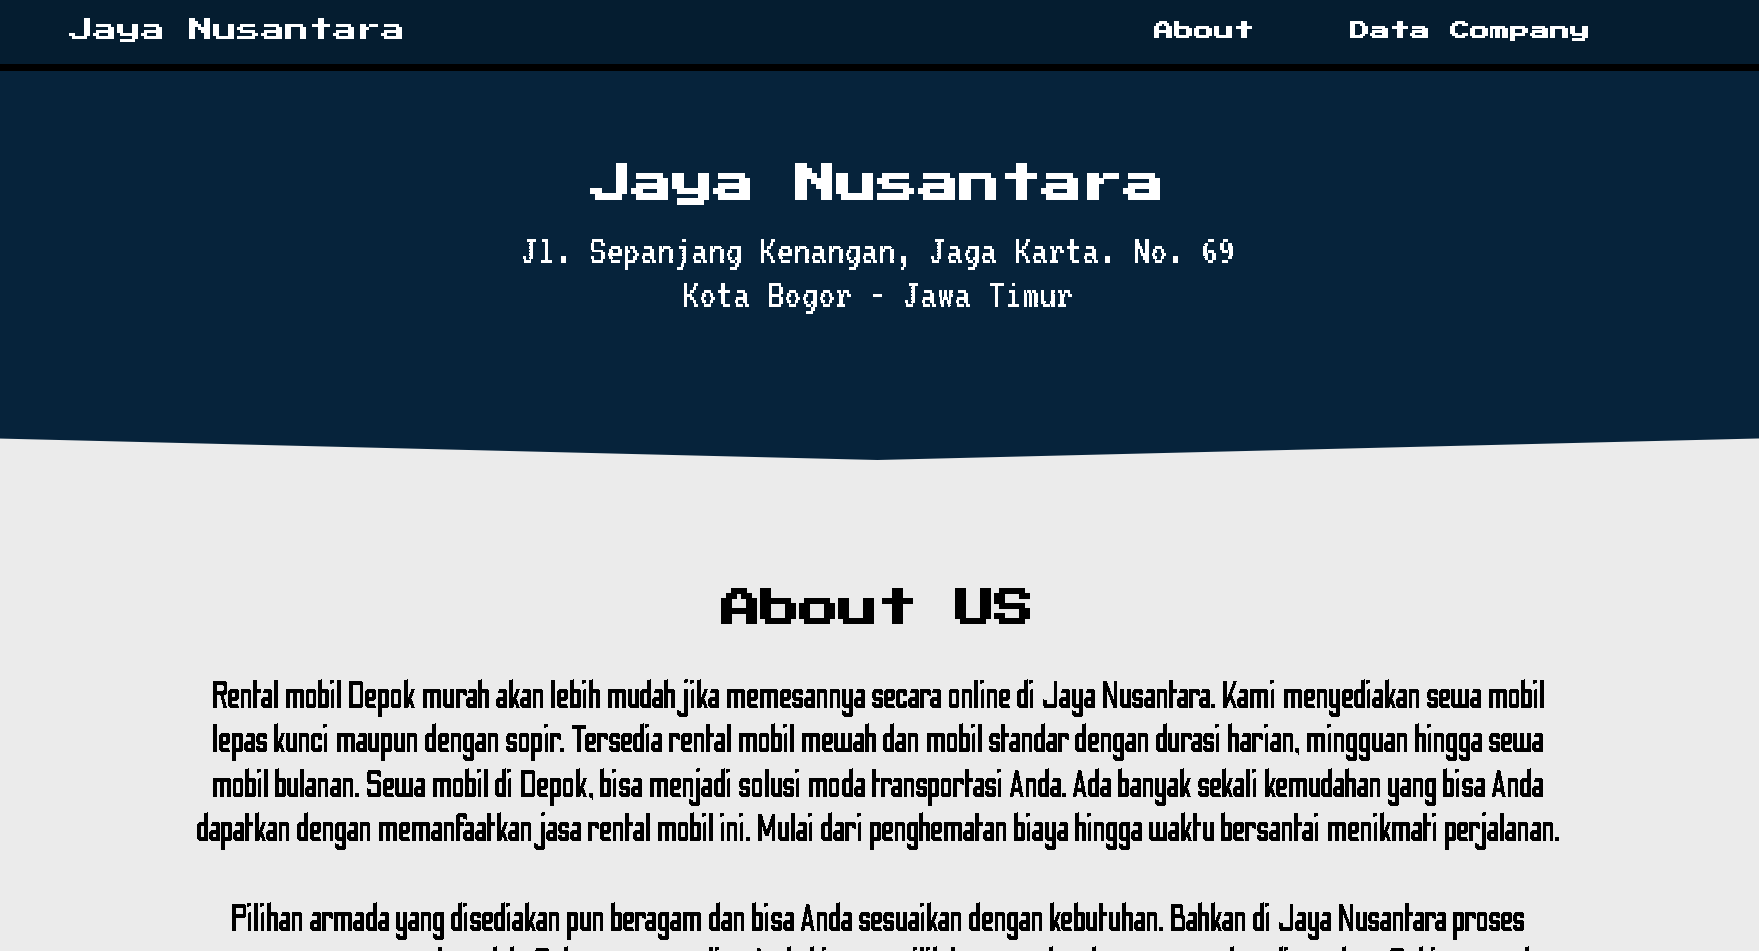 Jaya Nusantara
About
Data Company
Jaya Nusantara
Jl. Sepanjang Kenangan, Jaga Karta. No. 69
Kota Bogor - Jawa Timur
About US
Rental mobil Depok murah akan lebih mudah jika memesannya secara online di Jaya Nusantara. Kami menyediakan sewa mobil
lepas kunci maupun dengan sopir. Tersedia rental mobil mewah dan mobil standar dengan durasi harian, mingguan hingga sewa
mobil bulanan. Sewa mobil di Depok, bisa menjadi solusi moda transportasi Anda. Ada banyak sekali kemudahan yang bisa Anda
dapatkan dengan memanfaatkan jasa rental mobil ini. Mulai dari penghematan biaya hingga waktu bersantai menikmati perjalanan.
Pilihan armada yang disediakan pun beragam dan bisa Anda sesuaikan dengan kebutuhan. Bahkan di Jaya Nusantara proses